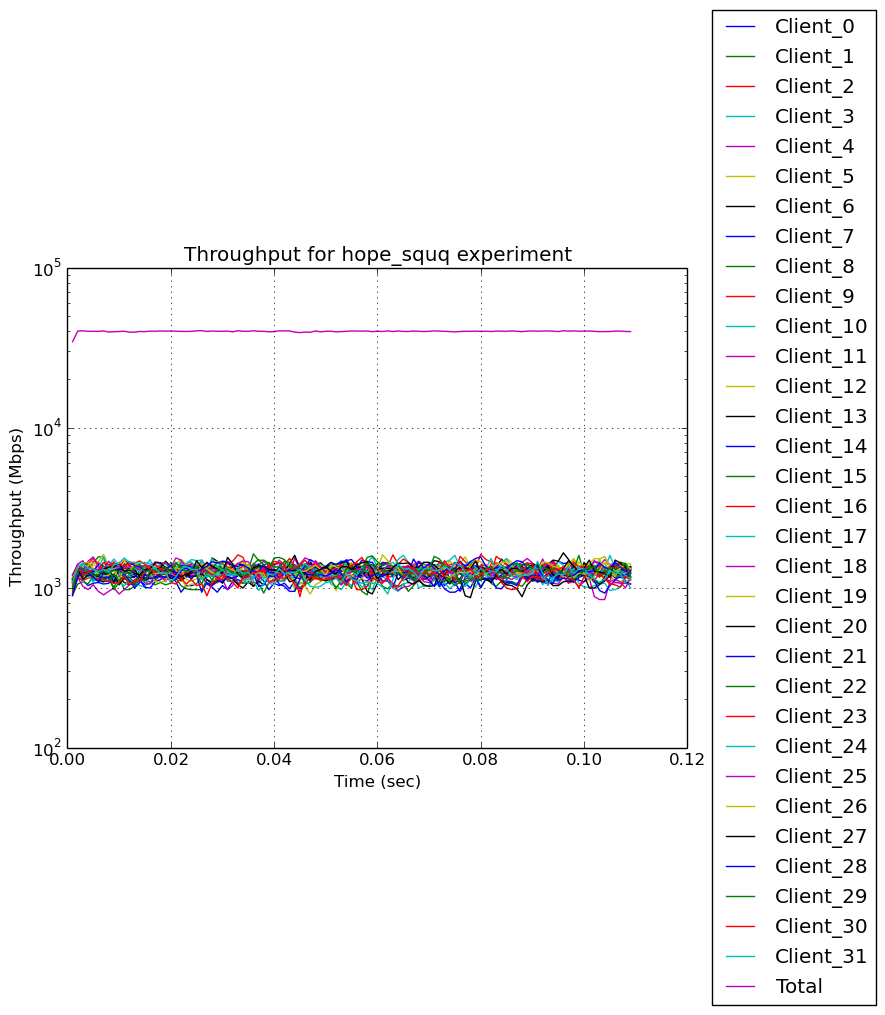 Throughput for hope_squq experiment
10^5
10^4
10^3
10^2
Throughput (Mbps)
0.00 0.02 0.04 0.06 0.08 0.10 0.12
Time (sec)
Client_0
Client_1
Client_2
Client_3
Client_4
Client_5
Client_6
Client_7
Client_8
Client_9
Client_10
Client_11
Client_12
Client_13
Client_14
Client_15
Client_16
Client_17
Client_18
Client_19
Client_20
Client_21
Client_22
Client_23
Client_24
Client_25
Client_26
Client_27
Client_28
Client_29
Client_30
Client_31
Total